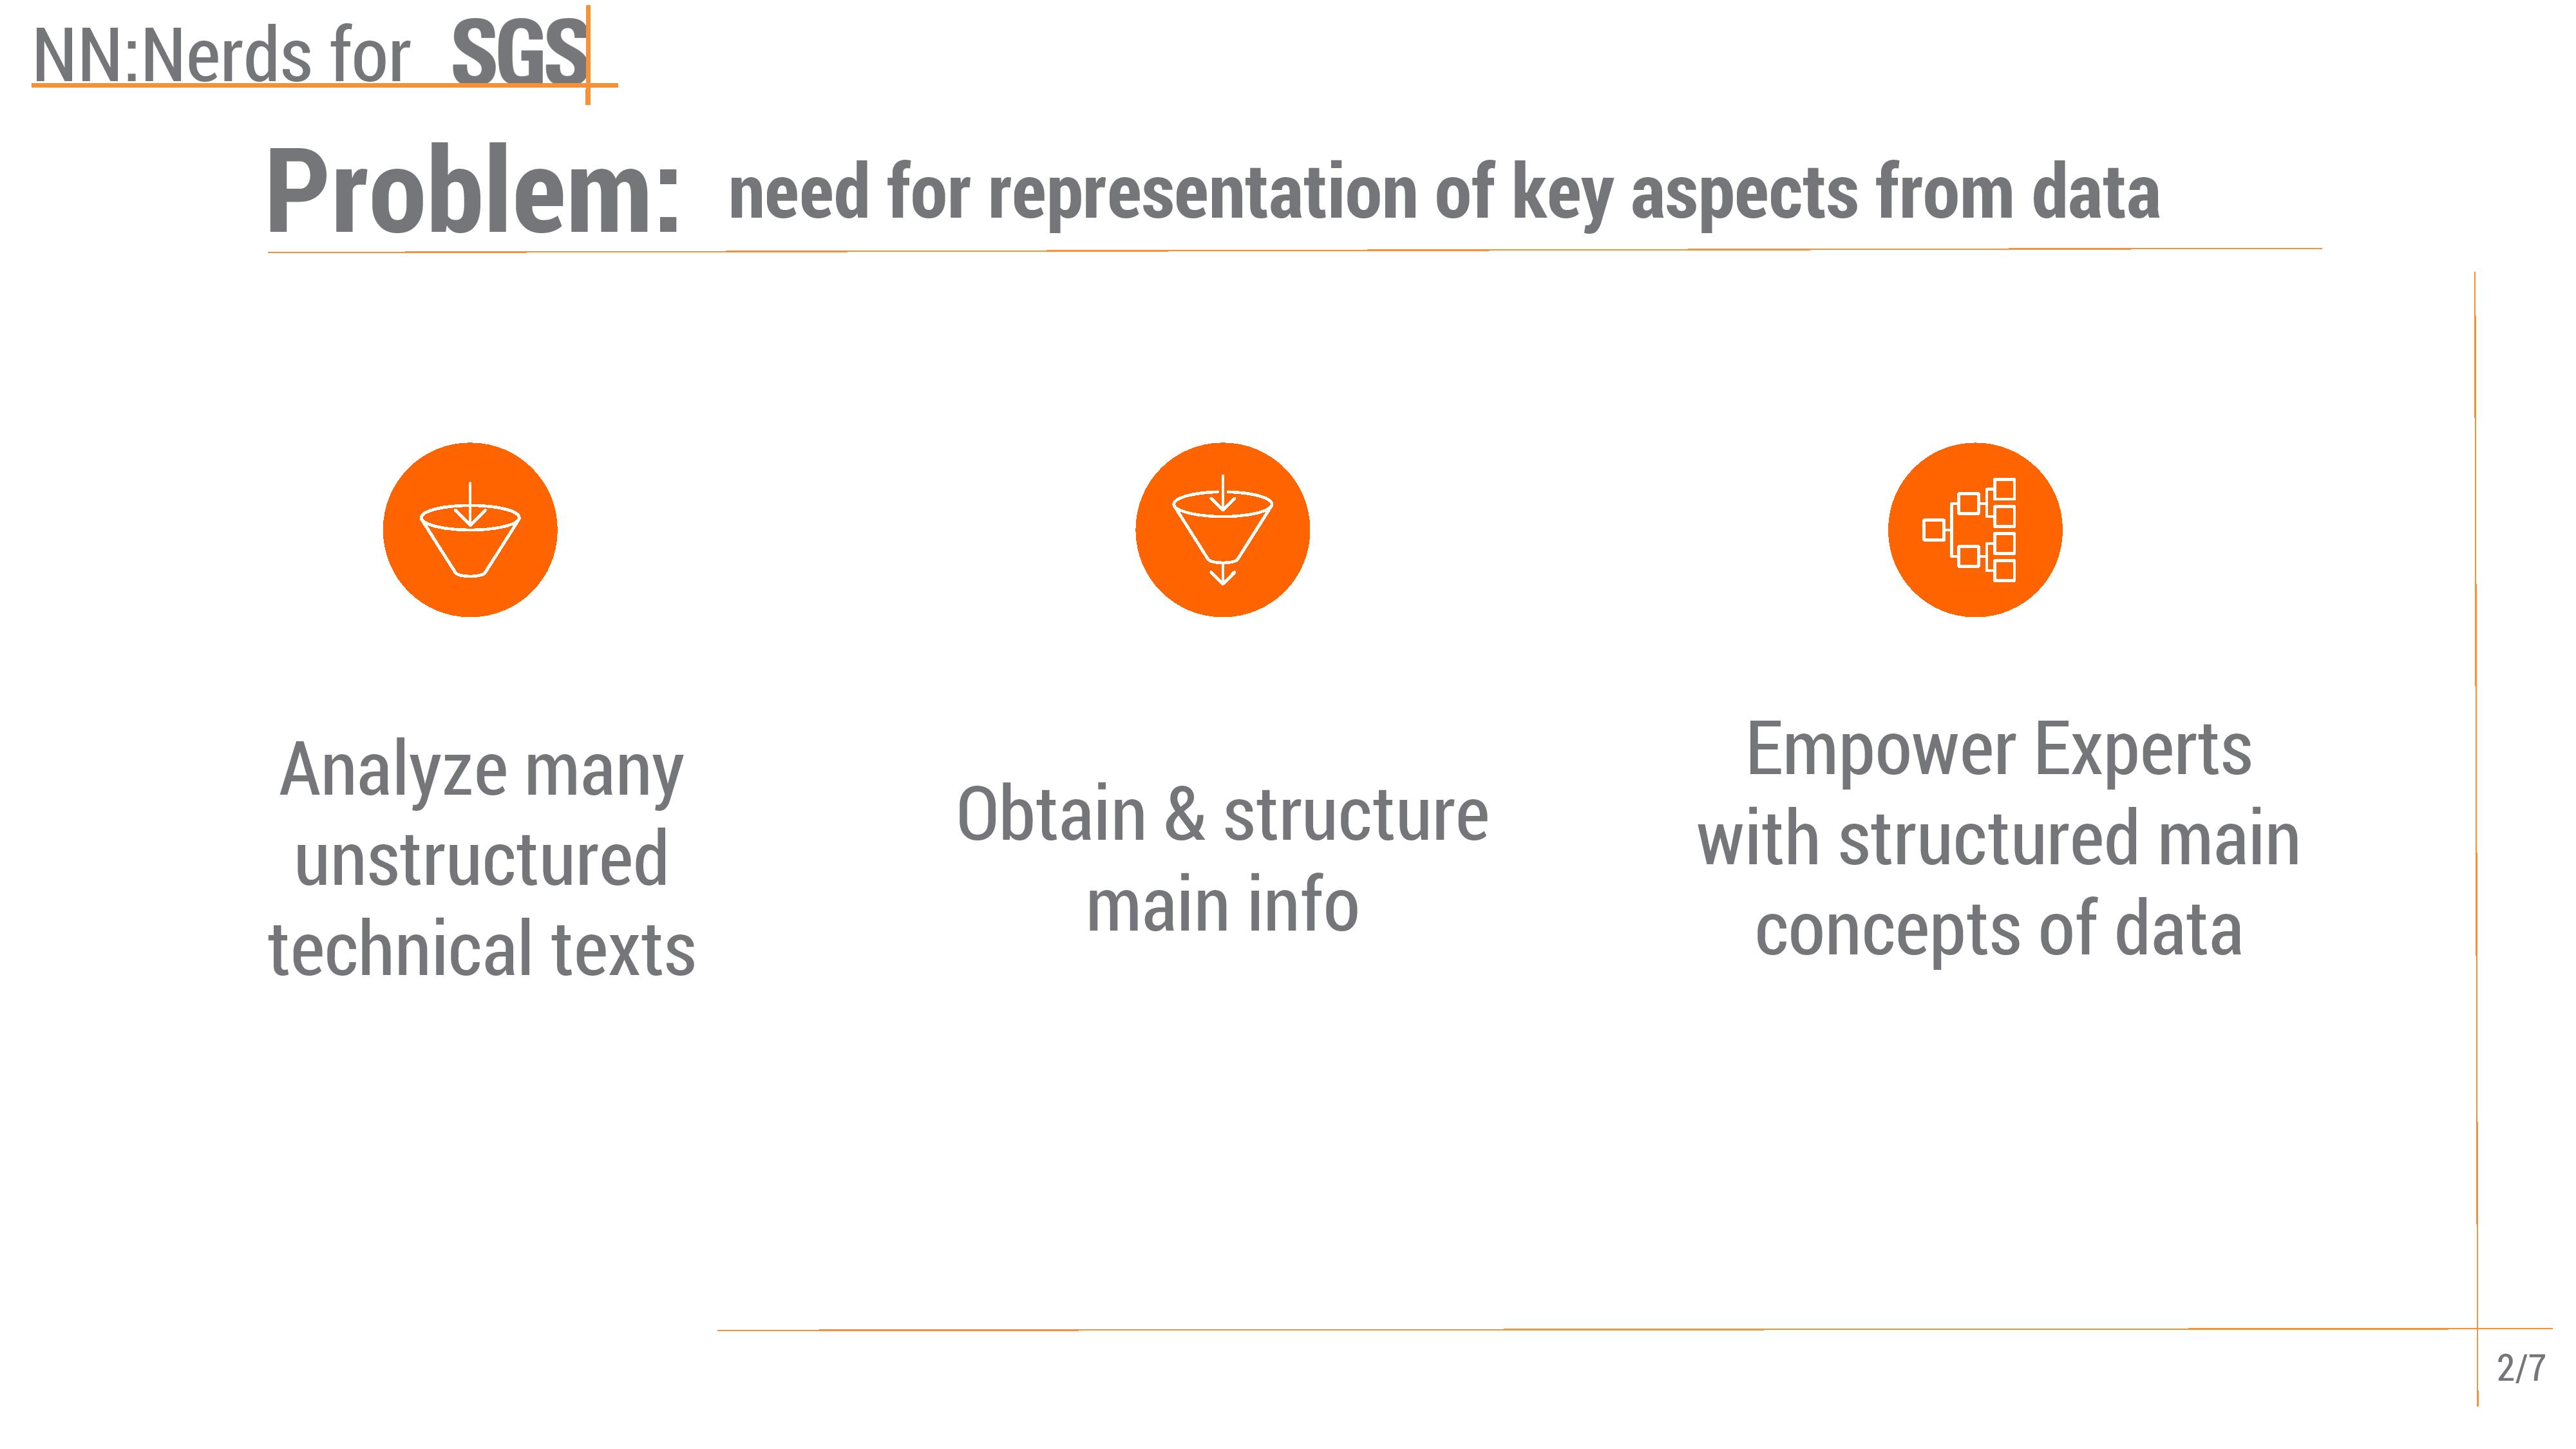 NN:Nerds for SGS
Problem: need for representation of key aspects from data
Analyze many
unstructured
technical texts
Obtain & structure
main info
Empower Experts
with structured main
concepts of data
2/7